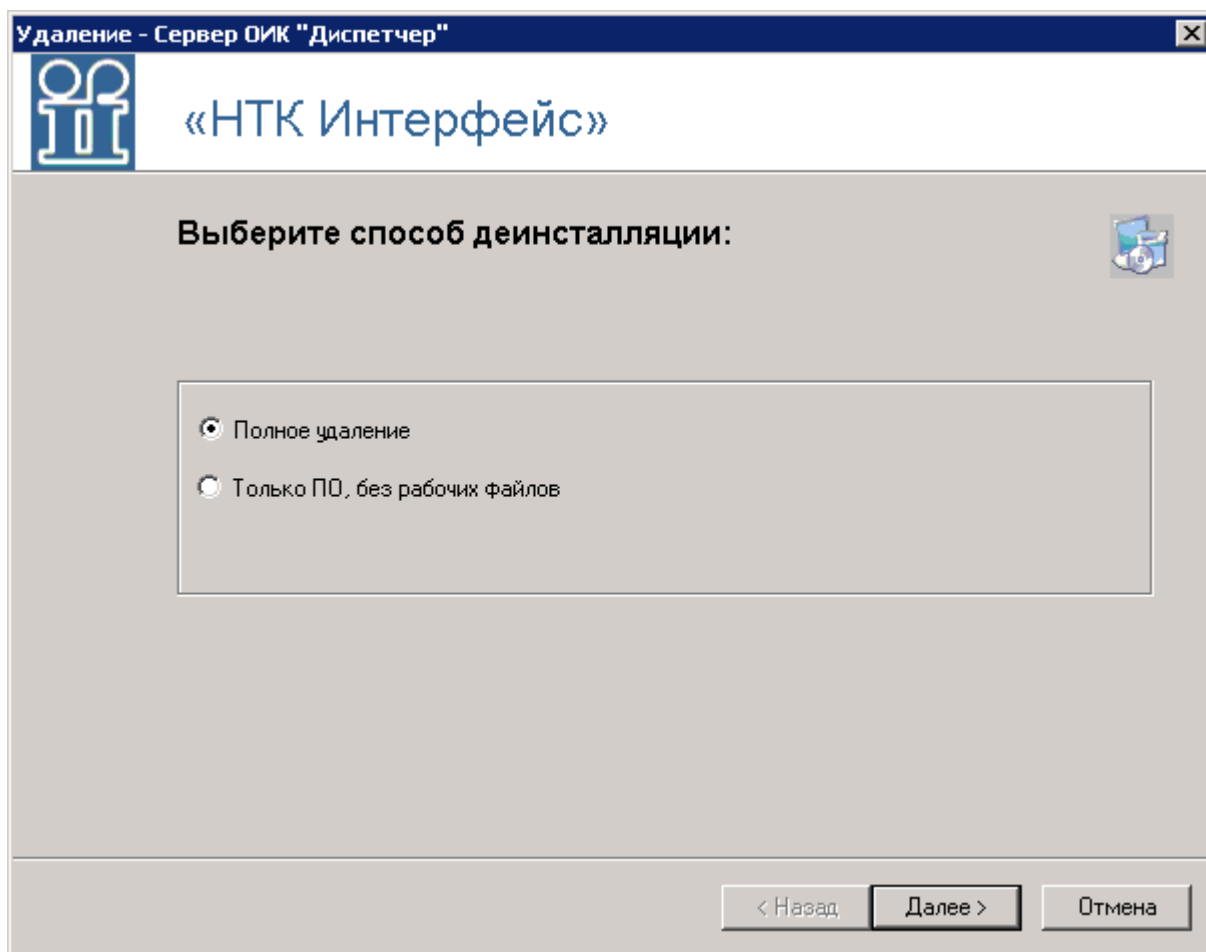 Удаление - Сервер ОИК "Диспетчер"
«НТК Интерфейс»
Выберите способ деинсталляции:
Полное удаление
Только ПО, без рабочих файлов
< Назад
Далее >
Отмена